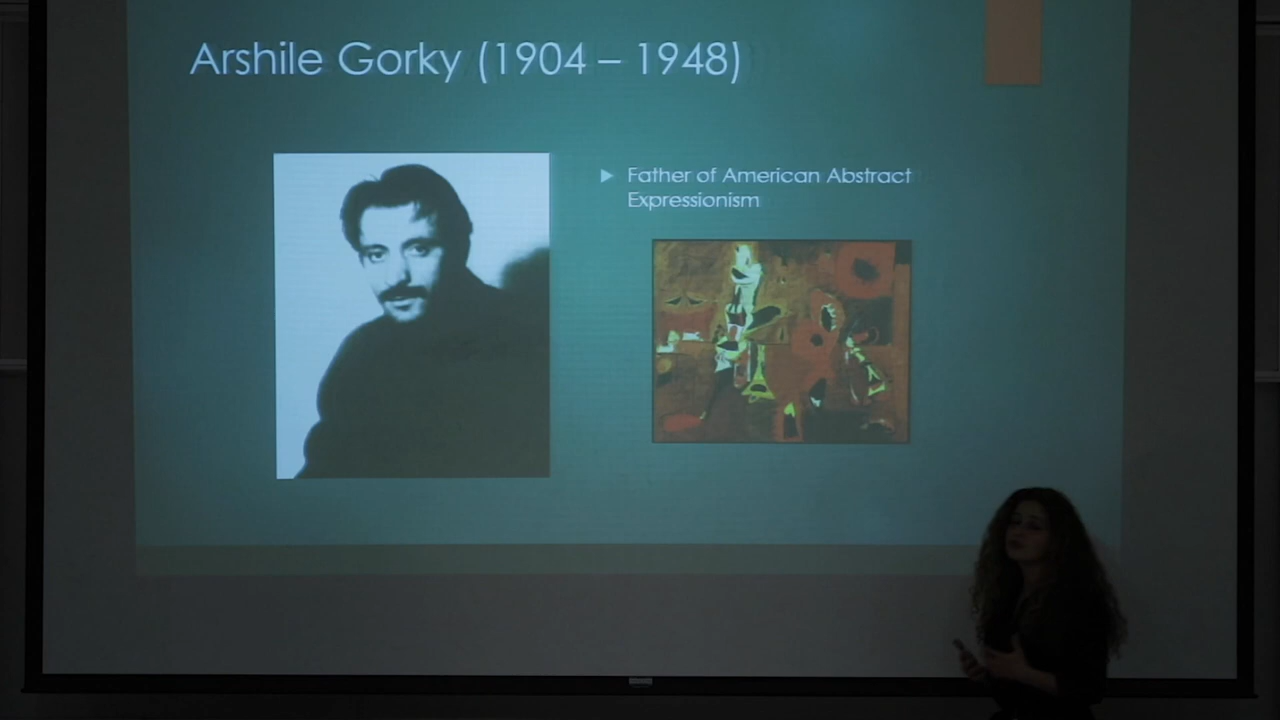 Arshile Gorky (1904 – 1948)
Father of American Abstract
Expressionism